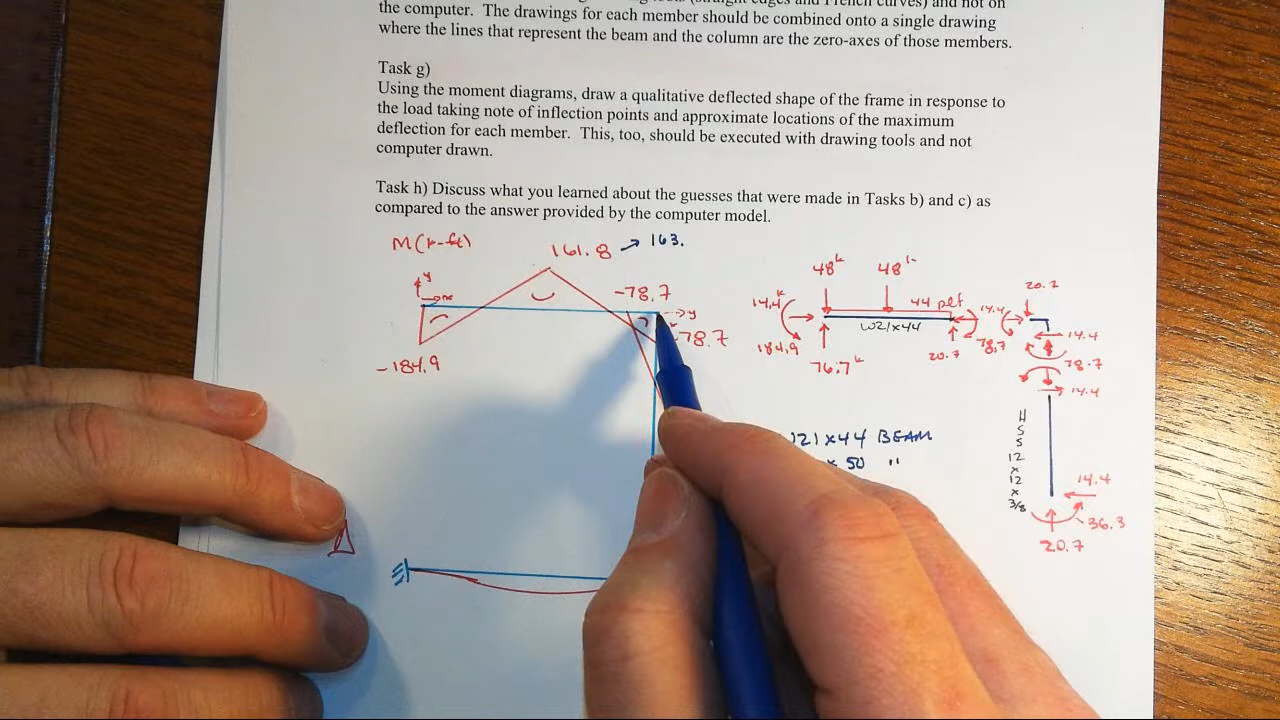 the computer. The drawings for each member should be combined onto a single drawing
where the lines that represent the beam and the column are the zero-axes of those members.
Task g)
Using the moment diagrams, draw a qualitative deflected shape of the frame in response to
the load taking note of inflection points and approximate locations of the maximum
deflection for each member. This, too, should be executed with drawing tools and not
computer drawn.
Task h) Discuss what you learned about the guesses that were made in Tasks b) and c) as
compared to the answer provided by the computer model.
M(k-ft)
161.8 → 163.
y
-78.7
y
-78.7
-184.9
48k
48k
14.4k
44 plf
14.4
W21x44
184.9
76.7k
20.7
78.7
20.7
14.4
78.7
14.4
HSS 12x12x3/8
14.4
36.3
20.7
21x44 BEAM
x 50 "